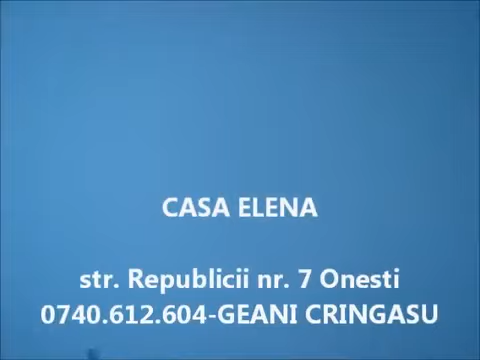 CASA ELENA
str. Republicii nr. 7 Onesti
0740.612.604-GEANI CRINGASU